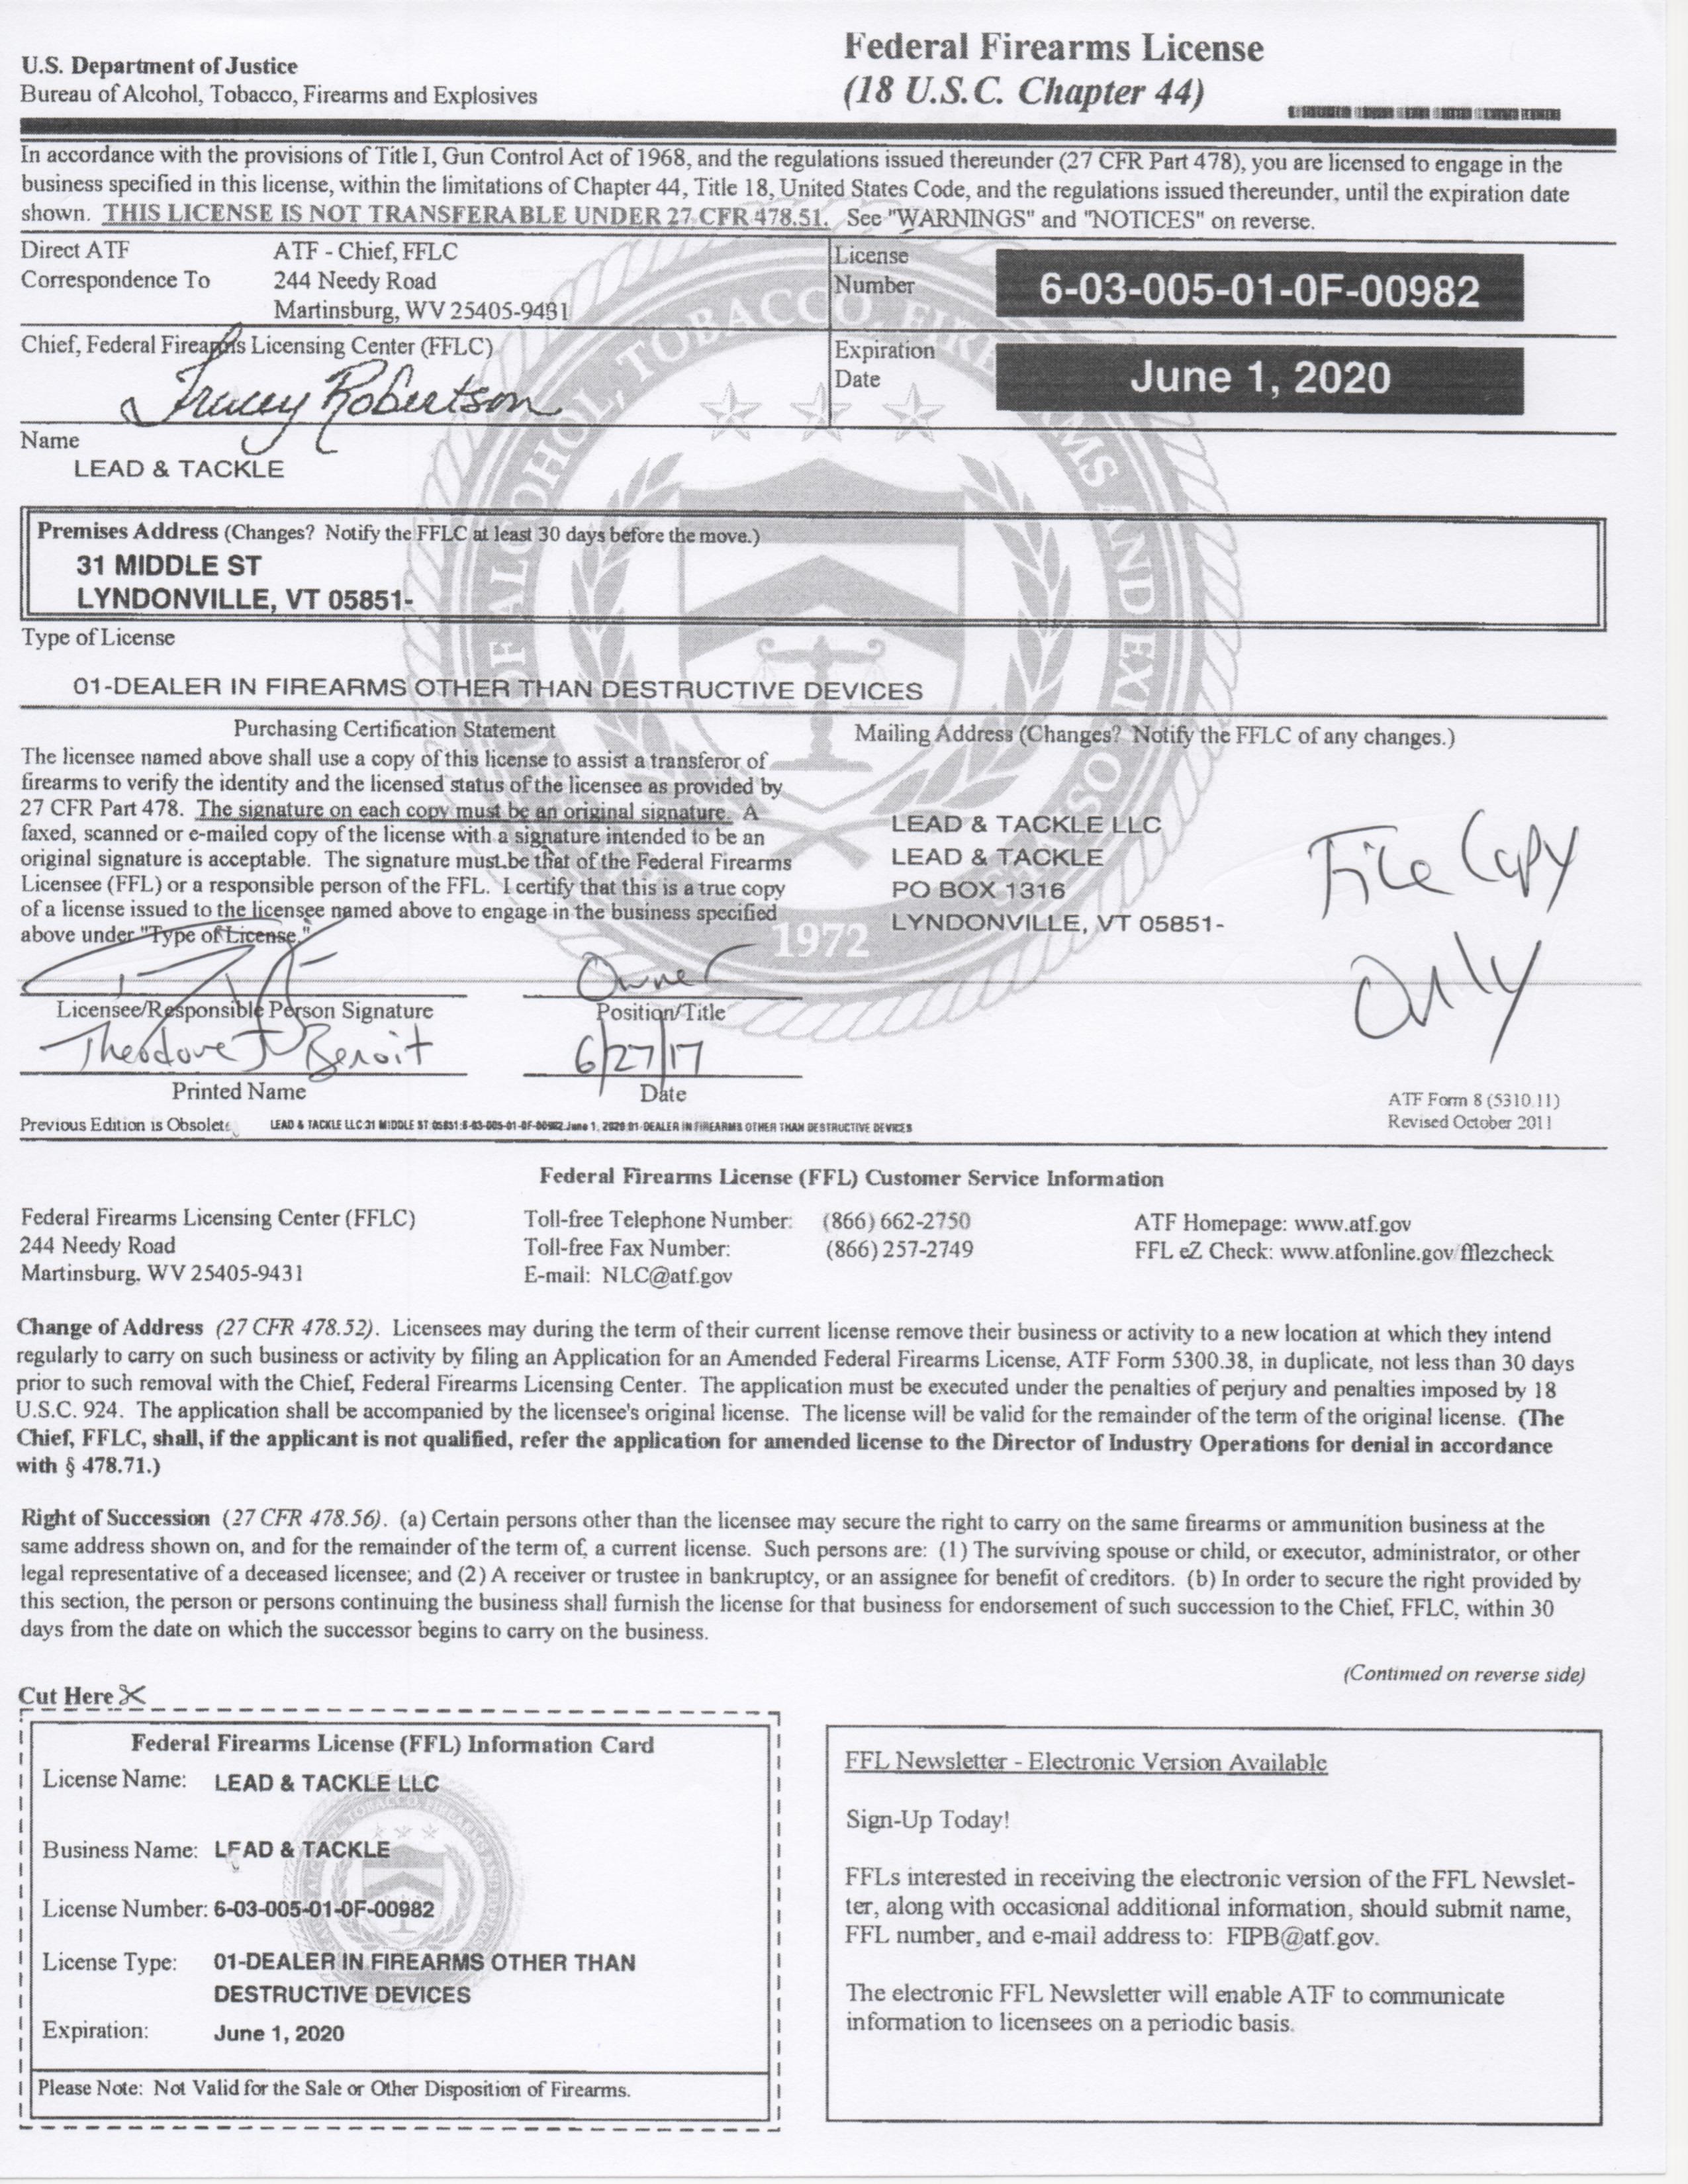 U.S. Department of Justice
Bureau of Alcohol, Tobacco, Firearms and Explosives
Federal Firearms License
(18 U.S.C. Chapter 44)
In accordance with the provisions of Title I, Gun Control Act of 1968, and the regulations issued thereunder (27 CFR Part 478), you are licensed to engage in the
business specified in this license, within the limitations of Chapter 44, Title 18, United States Code, and the regulations issued thereunder, until the expiration date
shown. THIS LICENSE IS NOT TRANSFERABLE UNDER 27 CFR 478.51. See "WARNINGS" and "NOTICES" on reverse.
Direct ATF
Correspondence To
ATF - Chief, FFLC
244 Needy Road
Martinsburg, WV 25405-9431
License
Number
6-03-005-01-0F-00982
Chief, Federal Firearms Licensing Center (FFLC)
Tracey Robertson
Expiration
Date
June 1, 2020
Name
LEAD & TACKLE
Premises Address (Changes? Notify the FFLC at least 30 days before the move.)
31 MIDDLE ST
LYNDONVILLE, VT 05851-
Type of License
01-DEALER IN FIREARMS OTHER THAN DESTRUCTIVE DEVICES
Purchasing Certification Statement
The licensee named above shall use a copy of this license to assist a transferor of
firearms to verify the identity and the licensed status of the licensee as provided by
27 CFR Part 478. The signature on each copy must be an original signature. A
faxed, scanned or e-mailed copy of the license with a signature intended to be an
original signature is acceptable. The signature must be that of the Federal Firearms
Licensee (FFL) or a responsible person of the FFL. I certify that this is a true copy
of a license issued to the licensee named above to engage in the business specified
above under "Type of License."
Mailing Address (Changes? Notify the FFLC of any changes.)
LEAD & TACKLE LLC
LEAD & TACKLE
PO BOX 1316
LYNDONVILLE, VT 05851-
File Copy
Only
1972
Owner
Licensee/Responsible Person Signature
Position/Title
Theodore J Benoit
6/27/17
Printed Name
Date
ATF Form 8 (5310.11)
Revised October 2011
Previous Edition is Obsolete
LEAD & TACKLE LLC:31 MIDDLE ST:05851:6-03-005-01-0F-00982:June 1, 2020:01-DEALER IN FIREARMS OTHER THAN DESTRUCTIVE DEVICES
Federal Firearms License (FFL) Customer Service Information
Federal Firearms Licensing Center (FFLC)
244 Needy Road
Martinsburg, WV 25405-9431
Toll-free Telephone Number: (866) 662-2750
Toll-free Fax Number: (866) 257-2749
E-mail: NLC@atf.gov
ATF Homepage: www.atf.gov
FFL eZ Check: www.atfonline.gov/fflezcheck
Change of Address (27 CFR 478.52). Licensees may during the term of their current license remove their business or activity to a new location at which they intend
regularly to carry on such business or activity by filing an Application for an Amended Federal Firearms License, ATF Form 5300.38, in duplicate, not less than 30 days
prior to such removal with the Chief, Federal Firearms Licensing Center. The application must be executed under the penalties of perjury and penalties imposed by 18
U.S.C. 924. The application shall be accompanied by the licensee's original license. The license will be valid for the remainder of the term of the original license. (The
Chief, FFLC, shall, if the applicant is not qualified, refer the application for amended license to the Director of Industry Operations for denial in accordance
with § 478.71.)
Right of Succession (27 CFR 478.56). (a) Certain persons other than the licensee may secure the right to carry on the same firearms or ammunition business at the
same address shown on, and for the remainder of the term of, a current license. Such persons are: (1) The surviving spouse or child, or executor, administrator, or other
legal representative of a deceased licensee; and (2) A receiver or trustee in bankruptcy, or an assignee for benefit of creditors. (b) In order to secure the right provided by
this section, the person or persons continuing the business shall furnish the license for that business for endorsement of such succession to the Chief, FFLC, within 30
days from the date on which the successor begins to carry on the business.
(Continued on reverse side)
Cut Here
Federal Firearms License (FFL) Information Card
License Name: LEAD & TACKLE LLC
Business Name: LEAD & TACKLE
License Number: 6-03-005-01-0F-00982
License Type: 01-DEALER IN FIREARMS OTHER THAN
DESTRUCTIVE DEVICES
Expiration: June 1, 2020
Please Note: Not Valid for the Sale or Other Disposition of Firearms.
FFL Newsletter - Electronic Version Available
Sign-Up Today!
FFLs interested in receiving the electronic version of the FFL Newslet-
ter, along with occasional additional information, should submit name,
FFL number, and e-mail address to: FIPB@atf.gov.
The electronic FFL Newsletter will enable ATF to communicate
information to licensees on a periodic basis.